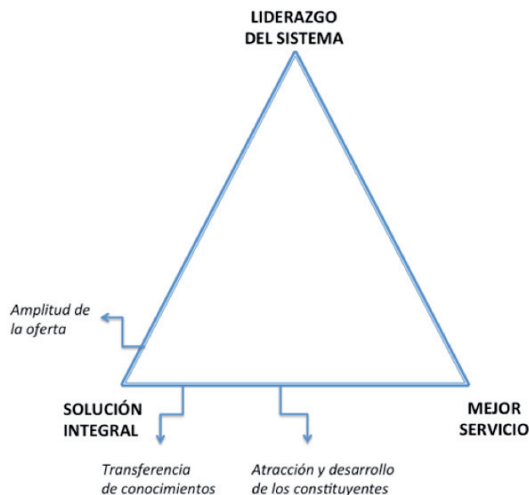 LIDERAZGO
DEL SISTEMA
Amplitud de
la oferta
SOLUCIÓN
INTEGRAL
MEJOR
SERVICIO
Transferencia
de conocimientos
Atracción y desarrollo
de los constituyentes